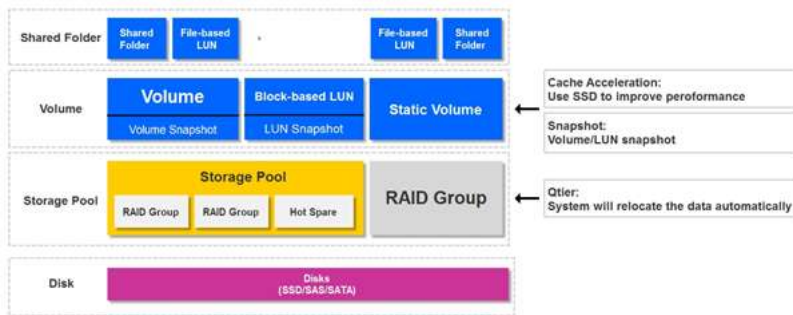 Shared Folder
Shared
Folder
File-based
LUN
File-based
LUN
Shared
Folder
Volume
Volume
Volume Snapshot
Block-based LUN
LUN Snapshot
Static Volume
Cache Acceleration:
Use SSD to improve peroformance
Snapshot:
Volume/LUN snapshot
Storage Pool
Storage Pool
RAID Group
RAID Group
Hot Spare
RAID Group
Qtier:
System will relocate the data automatically
Disk
Disks
(SSD/SAS/SATA)